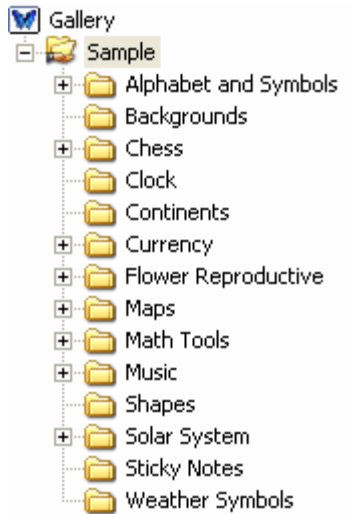 Gallery
Sample
Alphabet and Symbols
Backgrounds
Chess
Clock
Continents
Currency
Flower Reproductive
Maps
Math Tools
Music
Shapes
Solar System
Sticky Notes
Weather Symbols